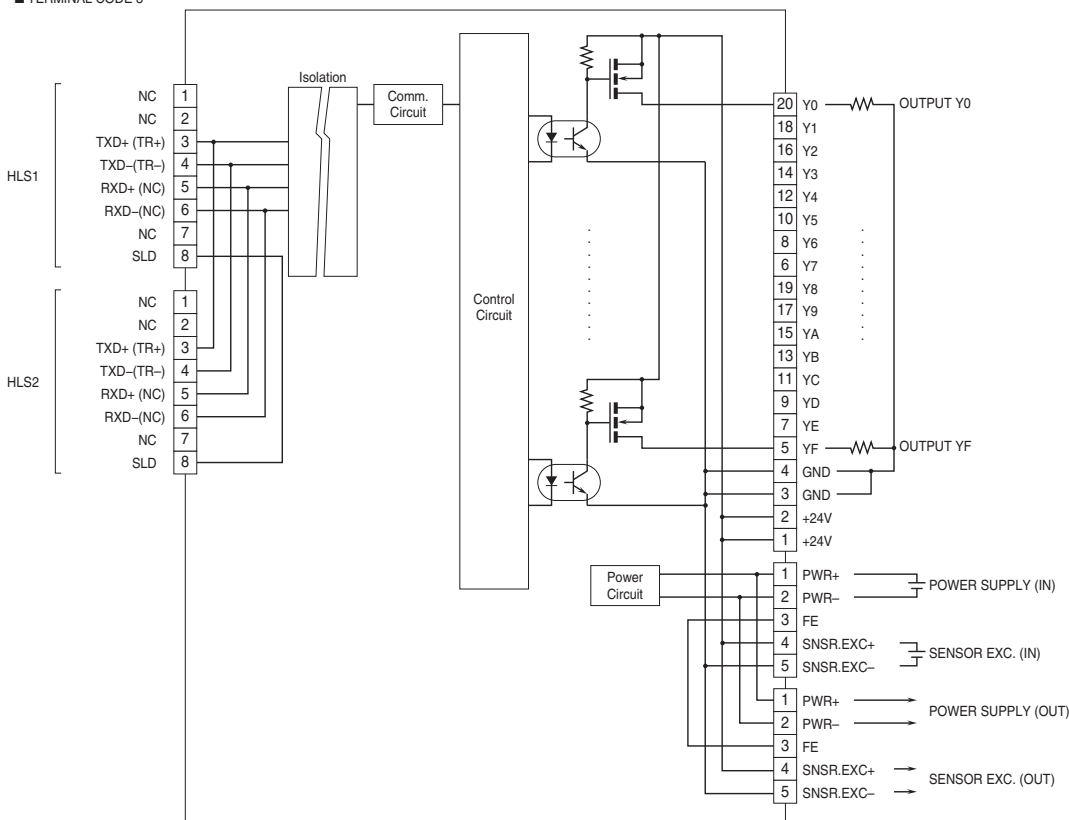 ■ TERMINAL CODE
Isolation
Comm.
Circuit
HLS1
NC 1
NC 2
TXD+ (TR+) 3
TXD–(TR–) 4
RXD+ (NC) 5
RXD–(NC) 6
NC 7
SLD 8
HLS2
NC 1
NC 2
TXD+ (TR+) 3
TXD–(TR–) 4
RXD+ (NC) 5
RXD–(NC) 6
NC 7
SLD 8
Control
Circuit
20 Y0 OUTPUT Y0
18 Y1
16 Y2
14 Y3
12 Y4
10 Y5
8 Y6
6 Y7
19 Y8
17 Y9
15 YA
13 YB
11 YC
9 YD
7 YE
5 YF OUTPUT YF
4 GND
3 GND
2 +24V
1 +24V
Power
Circuit
1 PWR+
2 PWR–
POWER SUPPLY (IN)
3 FE
4 SNSR.EXC+
5 SNSR.EXC–
SENSOR EXC. (IN)
1 PWR+
2 PWR–
POWER SUPPLY (OUT)
3 FE
4 SNSR.EXC+
5 SNSR.EXC–
SENSOR EXC. (OUT)